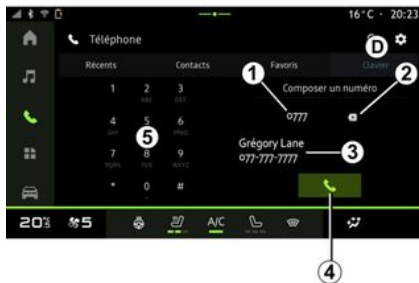 16°C · 20:23
Téléphone
D
Récents Contacts Favoris Clavier
1 2 3
ABC DEF
Composer un numéro
1 2
0777
4 5 6
GHI MNO
5
Grégory Lane
077-777-7777
3
7 8 9
PQRS TUV WXYZ
* 0 #
4
20 5 A/C